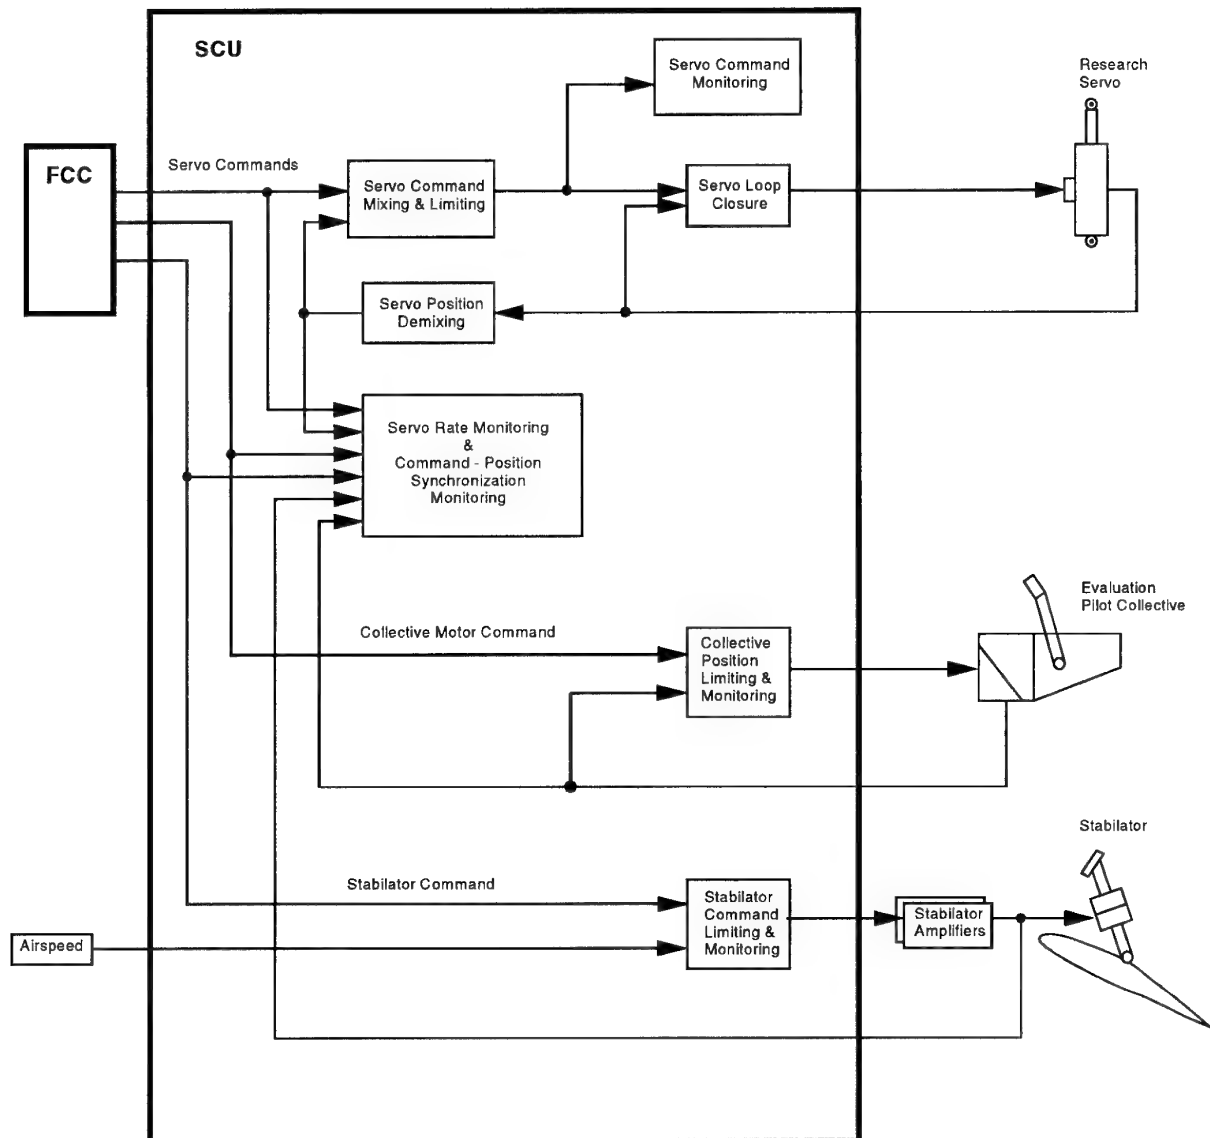 SCU
Servo Command
Monitoring
Research
Servo
FCC
Servo Commands
Servo Command
Mixing & Limiting
Servo Loop
Closure
Servo Position
Demixing
Servo Rate Monitoring
&
Command - Position
Synchronization
Monitoring
Evaluation
Pilot Collective
Collective Motor Command
Collective
Position
Limiting &
Monitoring
Stabilator
Stabilator Command
Stabilator
Command
Limiting &
Monitoring
Stabilator
Amplifiers
Airspeed